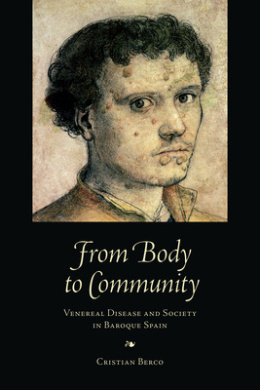 From Body
to Community
Venereal Disease and Society
in Baroque Spain
Cristian Berco